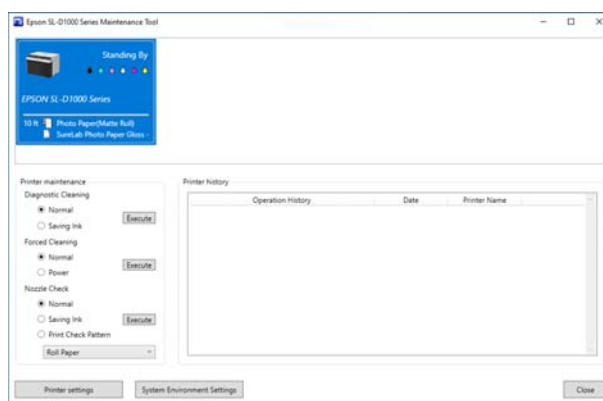 Epson SL-D1000 Series Maintenance Tool
Standing By
EPSON SL-D1000 Series
10 ft Photo Paper(Matte Roll)
SureLab Photo Paper Gloss -
Printer maintenance
Diagnostic Cleaning
Normal
Saving Ink
Execute
Forced Cleaning
Normal
Power
Execute
Nozzle Check
Normal
Saving Ink
Execute
Print Check Pattern
Roll Paper
Printer history
Operation History Date Printer Name
Printer settings
System Environment Settings
Close